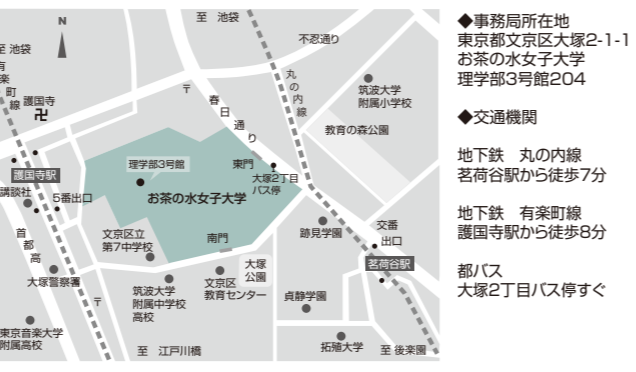 N
至 池袋
至 池袋
不忍通り
有楽町線
丸の内線
護国寺
卍
〒
春日通り
筑波大学
附属小学校
教育の森公園
理学部3号館
東門
護国寺駅
大塚2丁目
バス停
講談社
5番出口
お茶の水女子大学
首都高
文京区立
第7中学校
南門
跡見学園
交番
出口
大塚
公園
茗荷谷駅
大塚警察署
〒
筑波大学
附属中学校
高校
文京区
教育センター
貞静学園
東京音楽大学
附属高校
至 江戸川橋
拓殖大学
至 後楽園
◆事務局所在地
東京都文京区大塚2-1-1
お茶の水女子大学
理学部3号館204
◆交通機関
地下鉄 丸の内線
茗荷谷駅から徒歩7分
地下鉄 有楽町線
護国寺駅から徒歩8分
都バス
大塚2丁目バス停すぐ